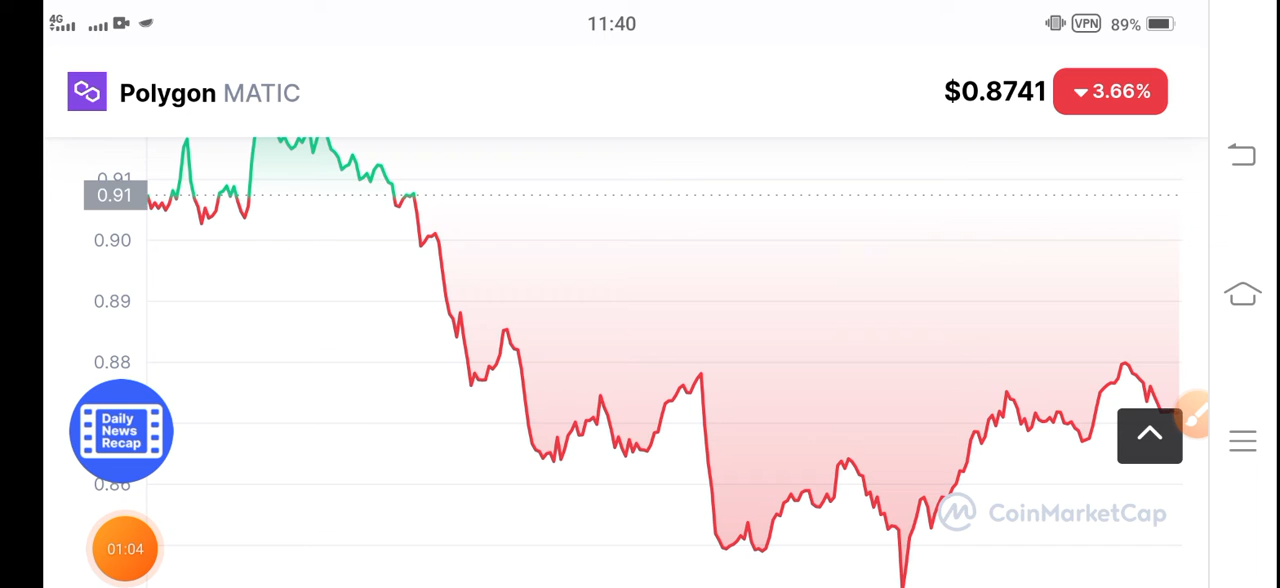 4G 11:40 VPN 89%
Polygon MATIC $0.8741 3.66%
0.91
0.91
0.90
0.89
0.88
Daily
News
Recap
0.86
CoinMarketCap
01:04